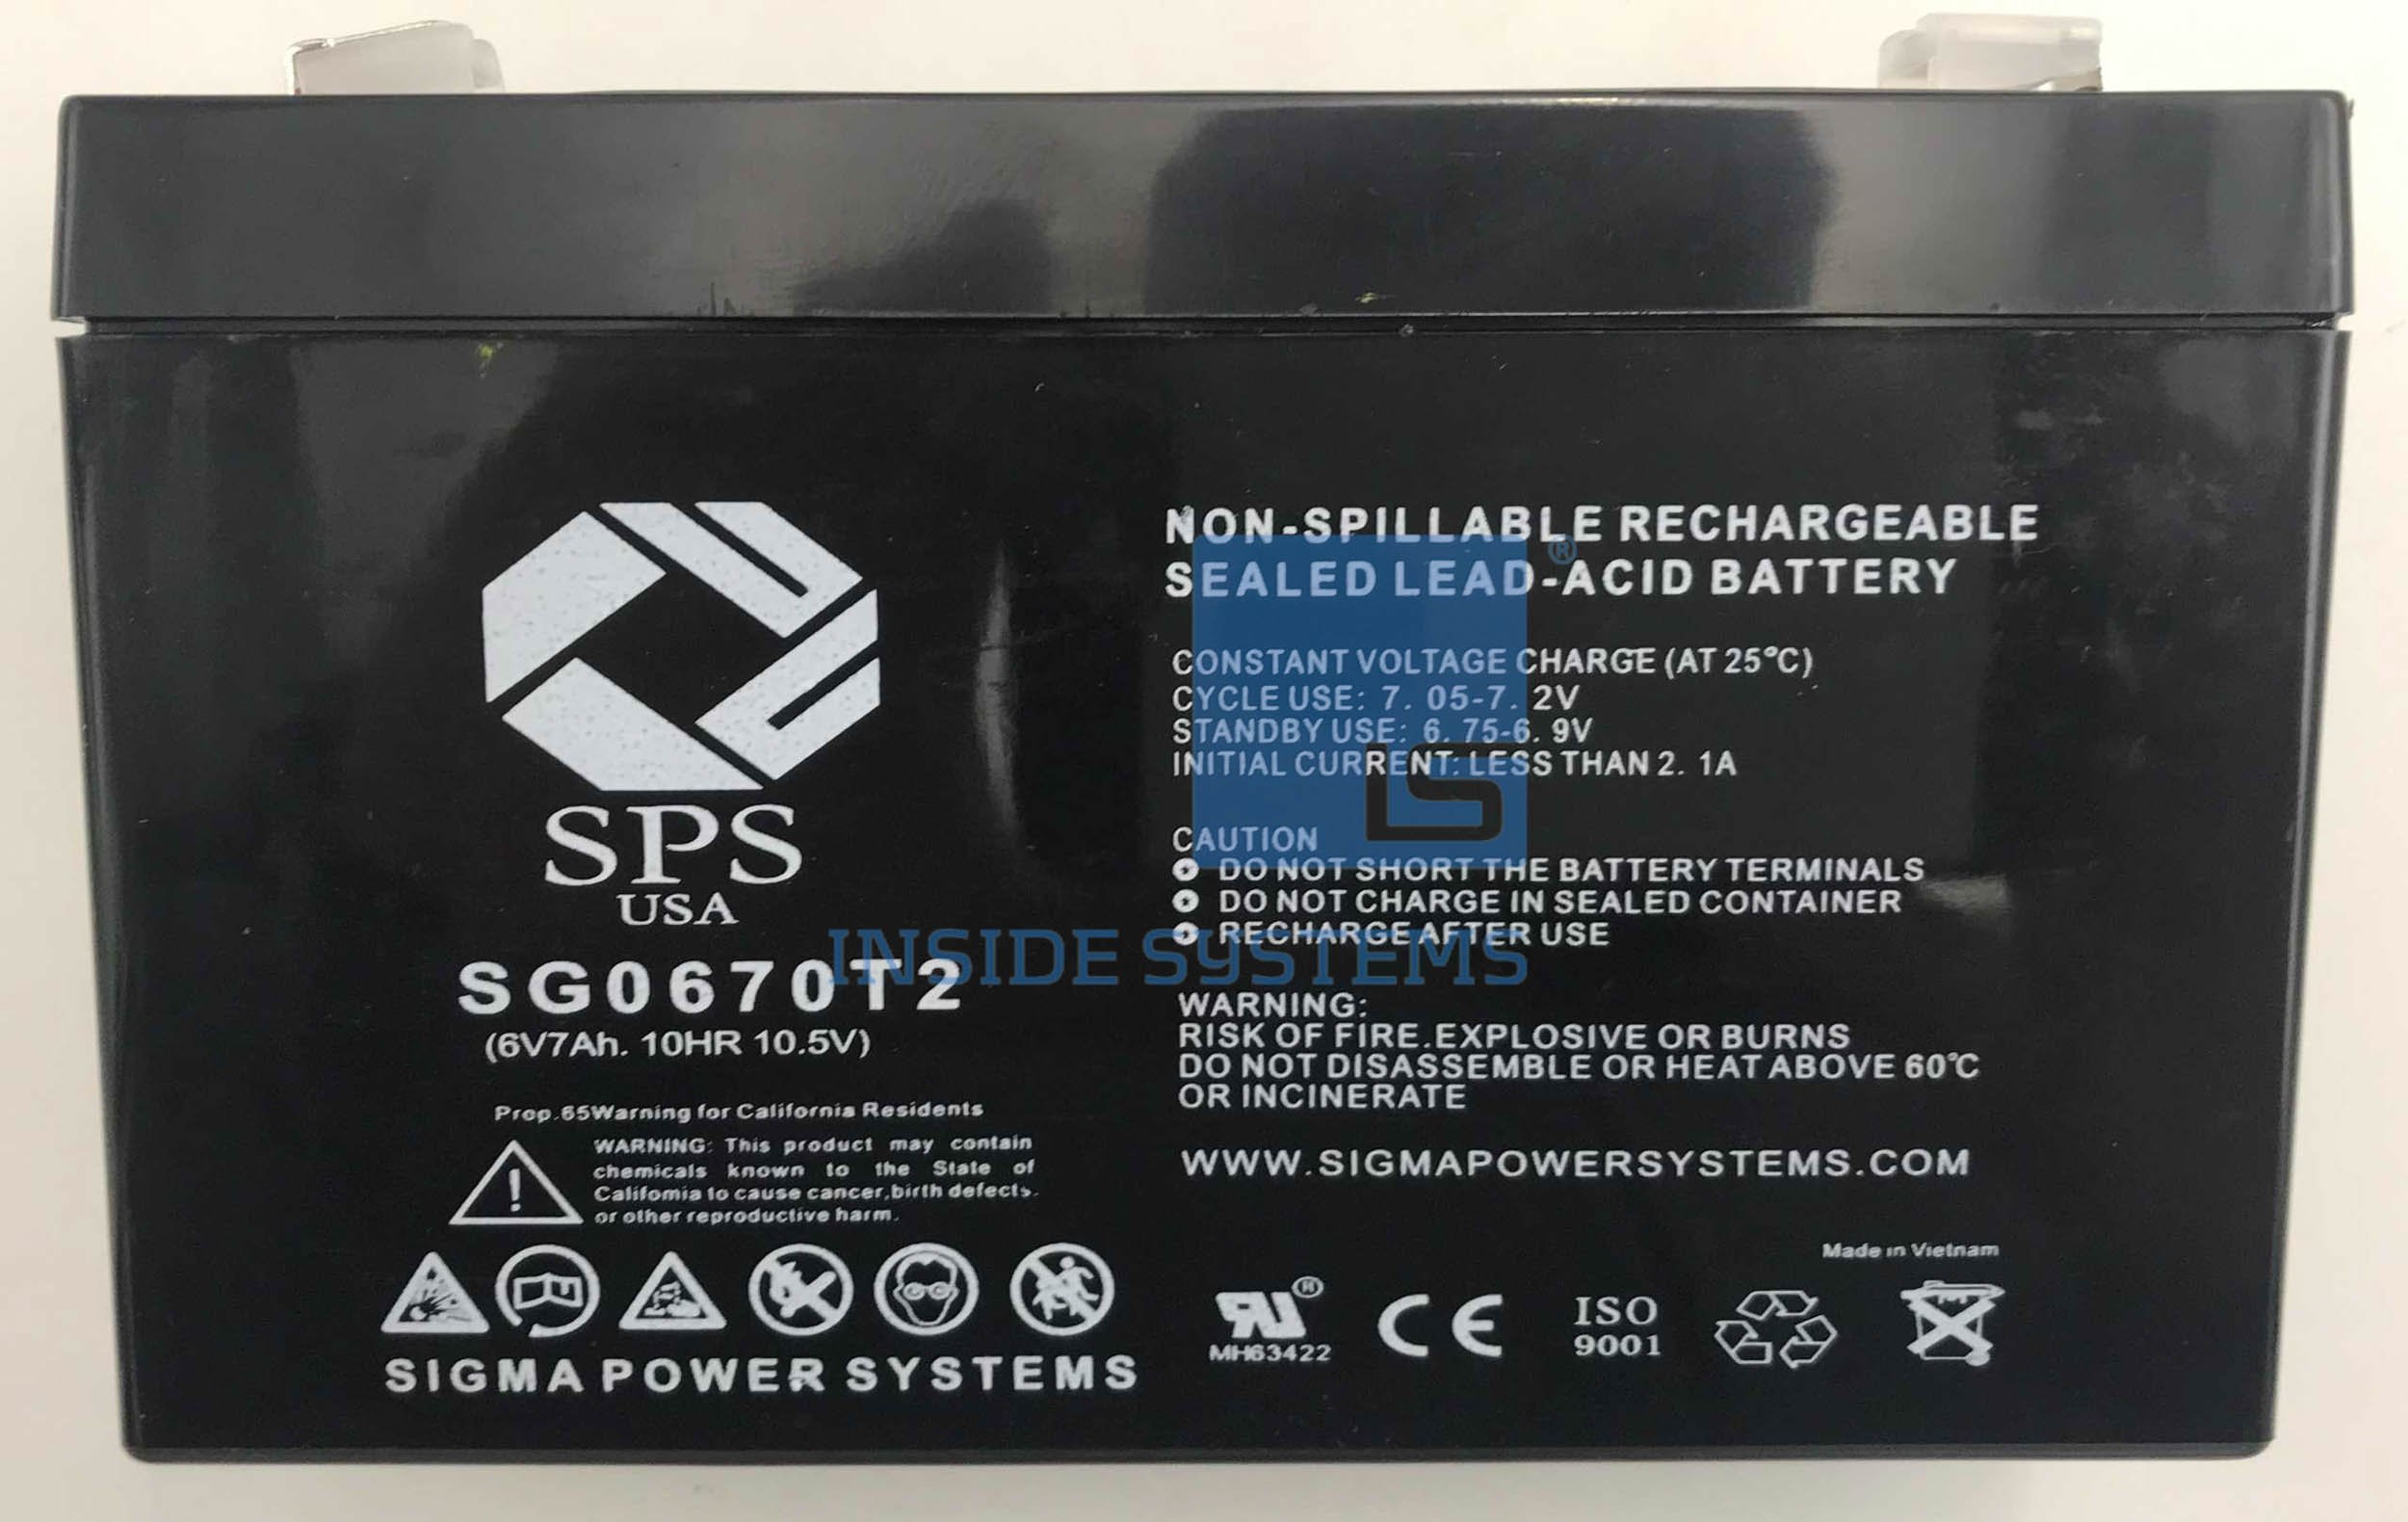 SPS
USA
SG0670T2
(6V7Ah. 10HR 10.5V)
Prop.65Warning for California Residents
WARNING: This product may contain
chemicals known to the State of
California to cause cancer,birth defects.
or other reproductive harm.
!
SIGMA POWER SYSTEMS
NON-SPILLABLE RECHARGEABLE
SEALED LEAD-ACID BATTERY
CONSTANT VOLTAGE CHARGE (AT 25°C)
CYCLE USE: 7. 05-7. 2V
STANDBY USE: 6. 75-6. 9V
INITIAL CURRENT: LESS THAN 2. 1A
CAUTION
DO NOT SHORT THE BATTERY TERMINALS
DO NOT CHARGE IN SEALED CONTAINER
RECHARGE AFTER USE
WARNING:
RISK OF FIRE.EXPLOSIVE OR BURNS
DO NOT DISASSEMBLE OR HEAT ABOVE 60°C
OR INCINERATE
WWW.SIGMAPOWERSYSTEMS.COM
Made in Vietnam
RU®
MH63422
CE
ISO
9001
IS®
INSIDE SYSTEMS